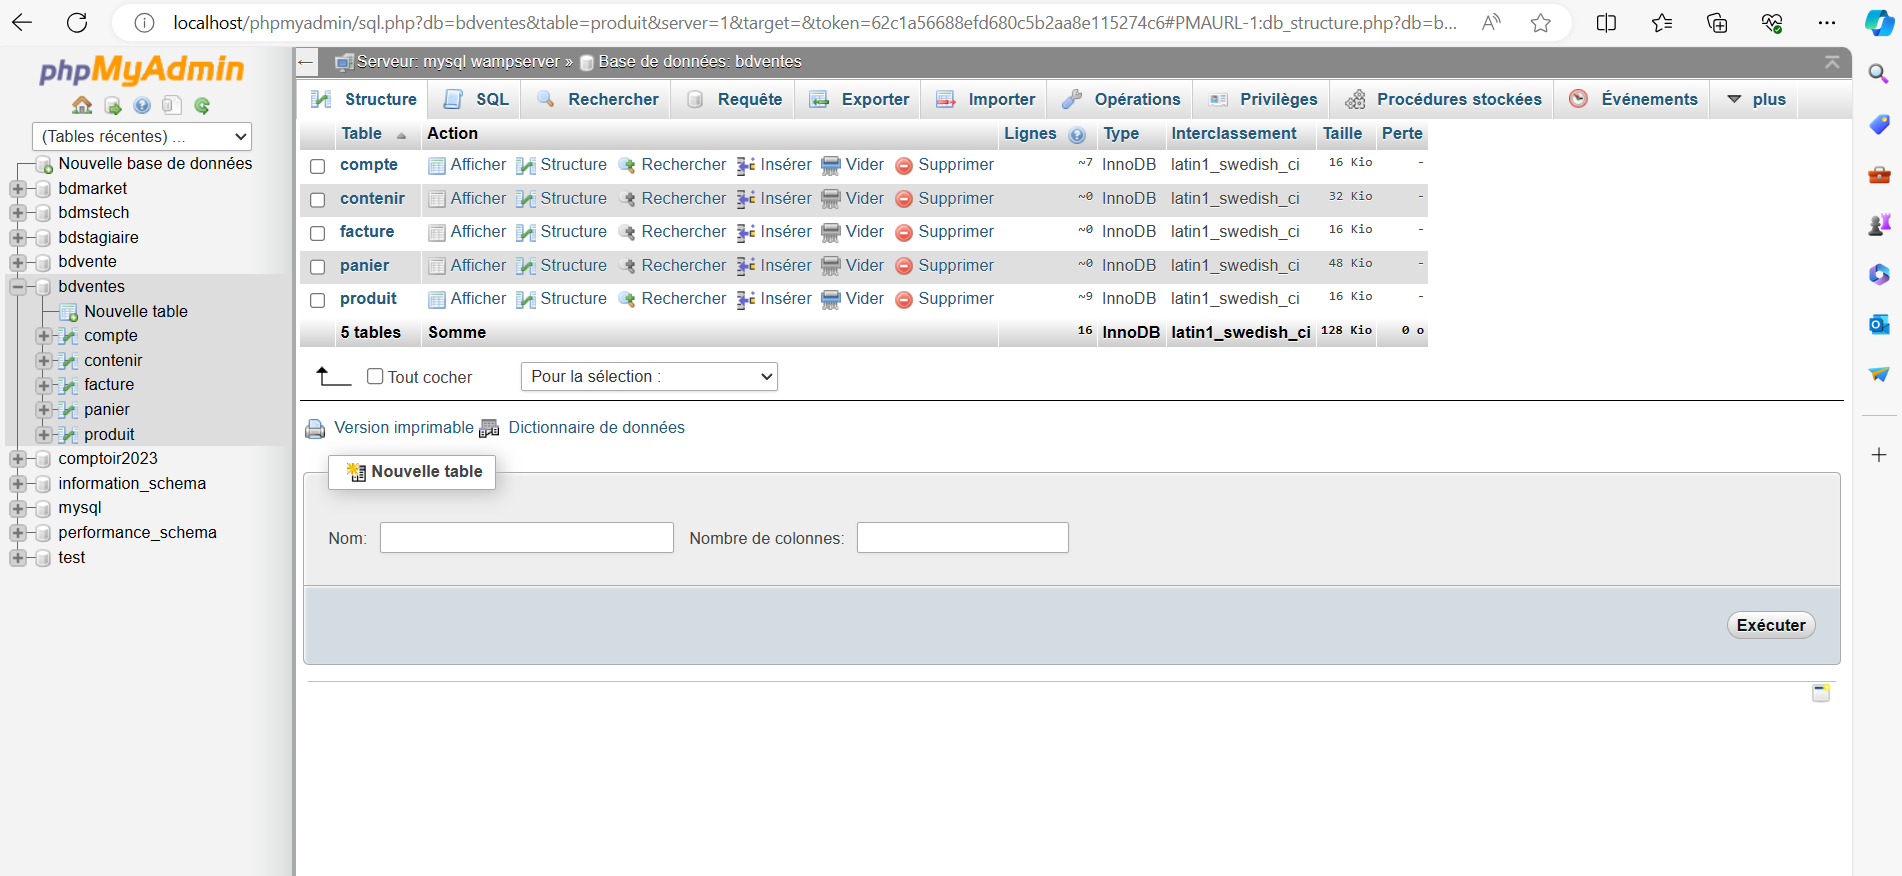 localhost/phpmyadmin/sql.php?db=bdventes&table=produit&server=1&target=&token=62c1a56688efd680c5b2aa8e115274c6#PMAURL-1:db_structure.php?db=b...
phpMyAdmin
(Tables récentes) ...
Nouvelle base de données
bdmarket
bdmstech
bdstagiaire
bdvente
bdventes
Nouvelle table
compte
contenir
facture
panier
produit
comptoir2023
information_schema
mysql
performance_schema
test
Serveur: mysql wampserver » Base de données: bdventes
Structure SQL Rechercher Requête Exporter Importer Opérations Privilèges Procédures stockées Événements plus
Table Action Lignes Type Interclassement Taille Perte
compte Afficher Structure Rechercher Insérer Vider Supprimer ~7 InnoDB latin1_swedish_ci 16 Kio -
contenir Afficher Structure Rechercher Insérer Vider Supprimer ~0 InnoDB latin1_swedish_ci 32 Kio -
facture Afficher Structure Rechercher Insérer Vider Supprimer ~0 InnoDB latin1_swedish_ci 16 Kio -
panier Afficher Structure Rechercher Insérer Vider Supprimer ~0 InnoDB latin1_swedish_ci 48 Kio -
produit Afficher Structure Rechercher Insérer Vider Supprimer ~9 InnoDB latin1_swedish_ci 16 Kio -
5 tables Somme 16 InnoDB latin1_swedish_ci 128 Kio 0 o
Tout cocher Pour la sélection :
Version imprimable Dictionnaire de données
Nouvelle table
Nom: Nombre de colonnes:
Exécuter